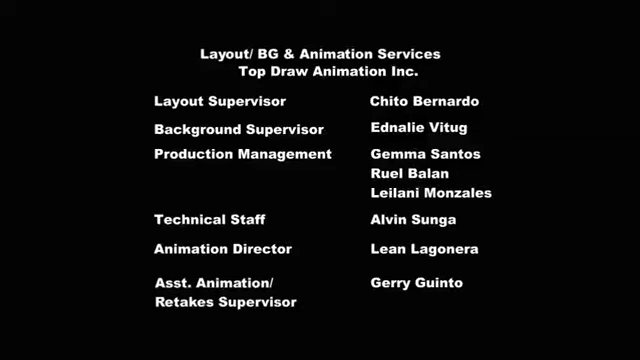 Layout/ BG & Animation Services
Top Draw Animation Inc.
Layout Supervisor Chito Bernardo
Background Supervisor Ednalie Vitug
Production Management Gemma Santos
Ruel Balan
Leilani Monzales
Technical Staff Alvin Sunga
Animation Director Lean Lagonera
Asst. Animation/ Gerry Guinto
Retakes Supervisor